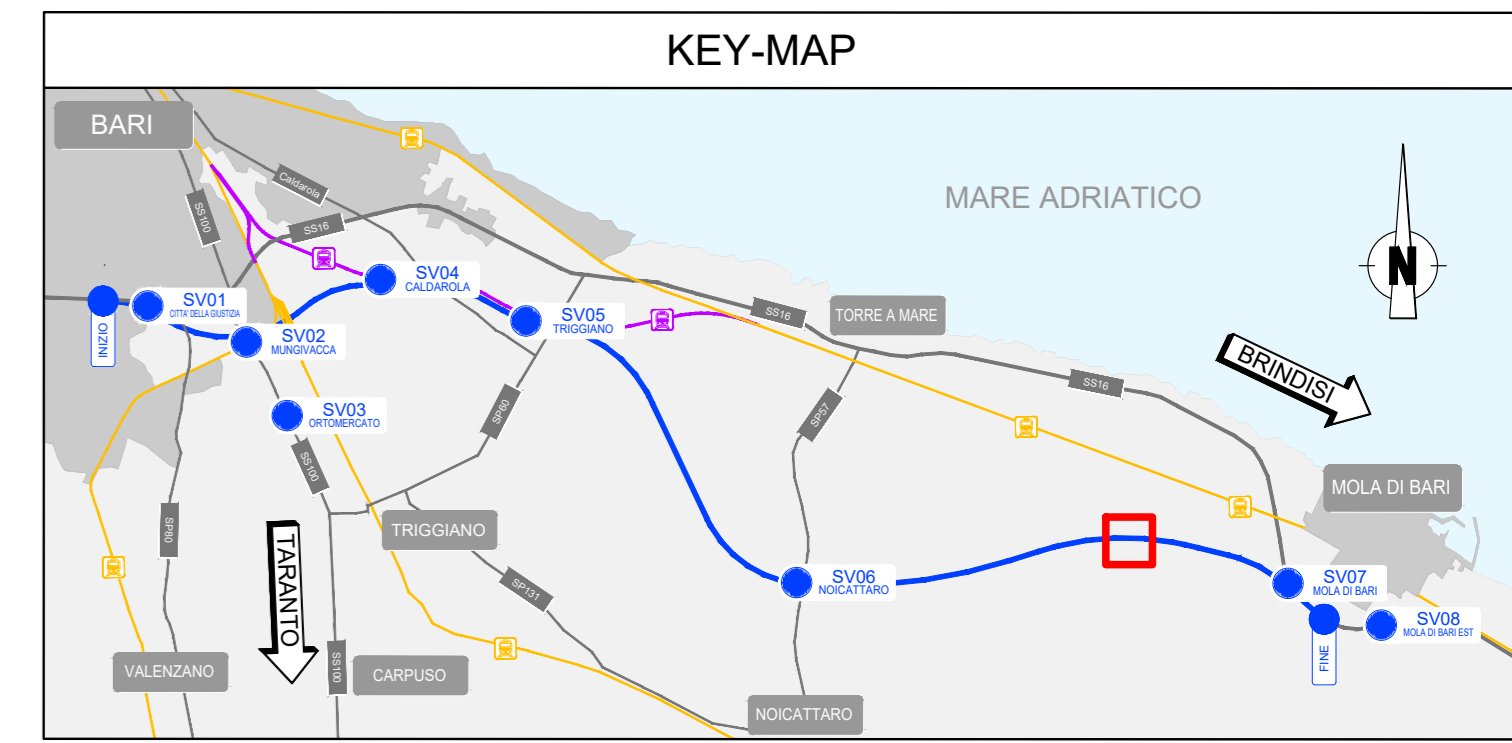 KEY-MAP
BARI
MARE ADRIATICO
N
Caldarola
SS100
SS16
SV04
CALDAROLA
SV01
CITTA' DELLA GIUSTIZIA
INIZIO
SV02
MUNGIVACCA
SV05
TRIGGIANO
SS16
TORRE A MARE
BRINDISI
SS16
SV03
ORTOMERCATO
SP60
SP57
SS100
SP80
TARANTO
TRIGGIANO
MOLA DI BARI
SP131
SV06
NOICATTARO
SV07
MOLA DI BARI
SV08
MOLA DI BARI EST
FINE
VALENZANO
SS100
CARPUSO
NOICATTARO